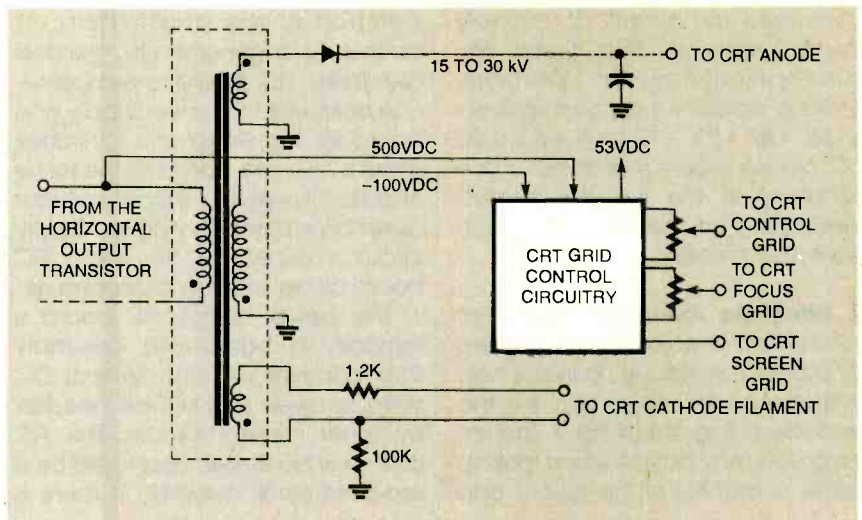 15 TO 30 kV
TO CRT ANODE
500VDC
53VDC
–100VDC
FROM THE
HORIZONTAL
OUTPUT
TRANSISTOR
CRT GRID
CONTROL
CIRCUITRY
TO CRT
CONTROL
GRID
TO CRT
FOCUS
GRID
TO CRT
SCREEN
GRID
1.2K
TO CRT CATHODE FILAMENT
100K